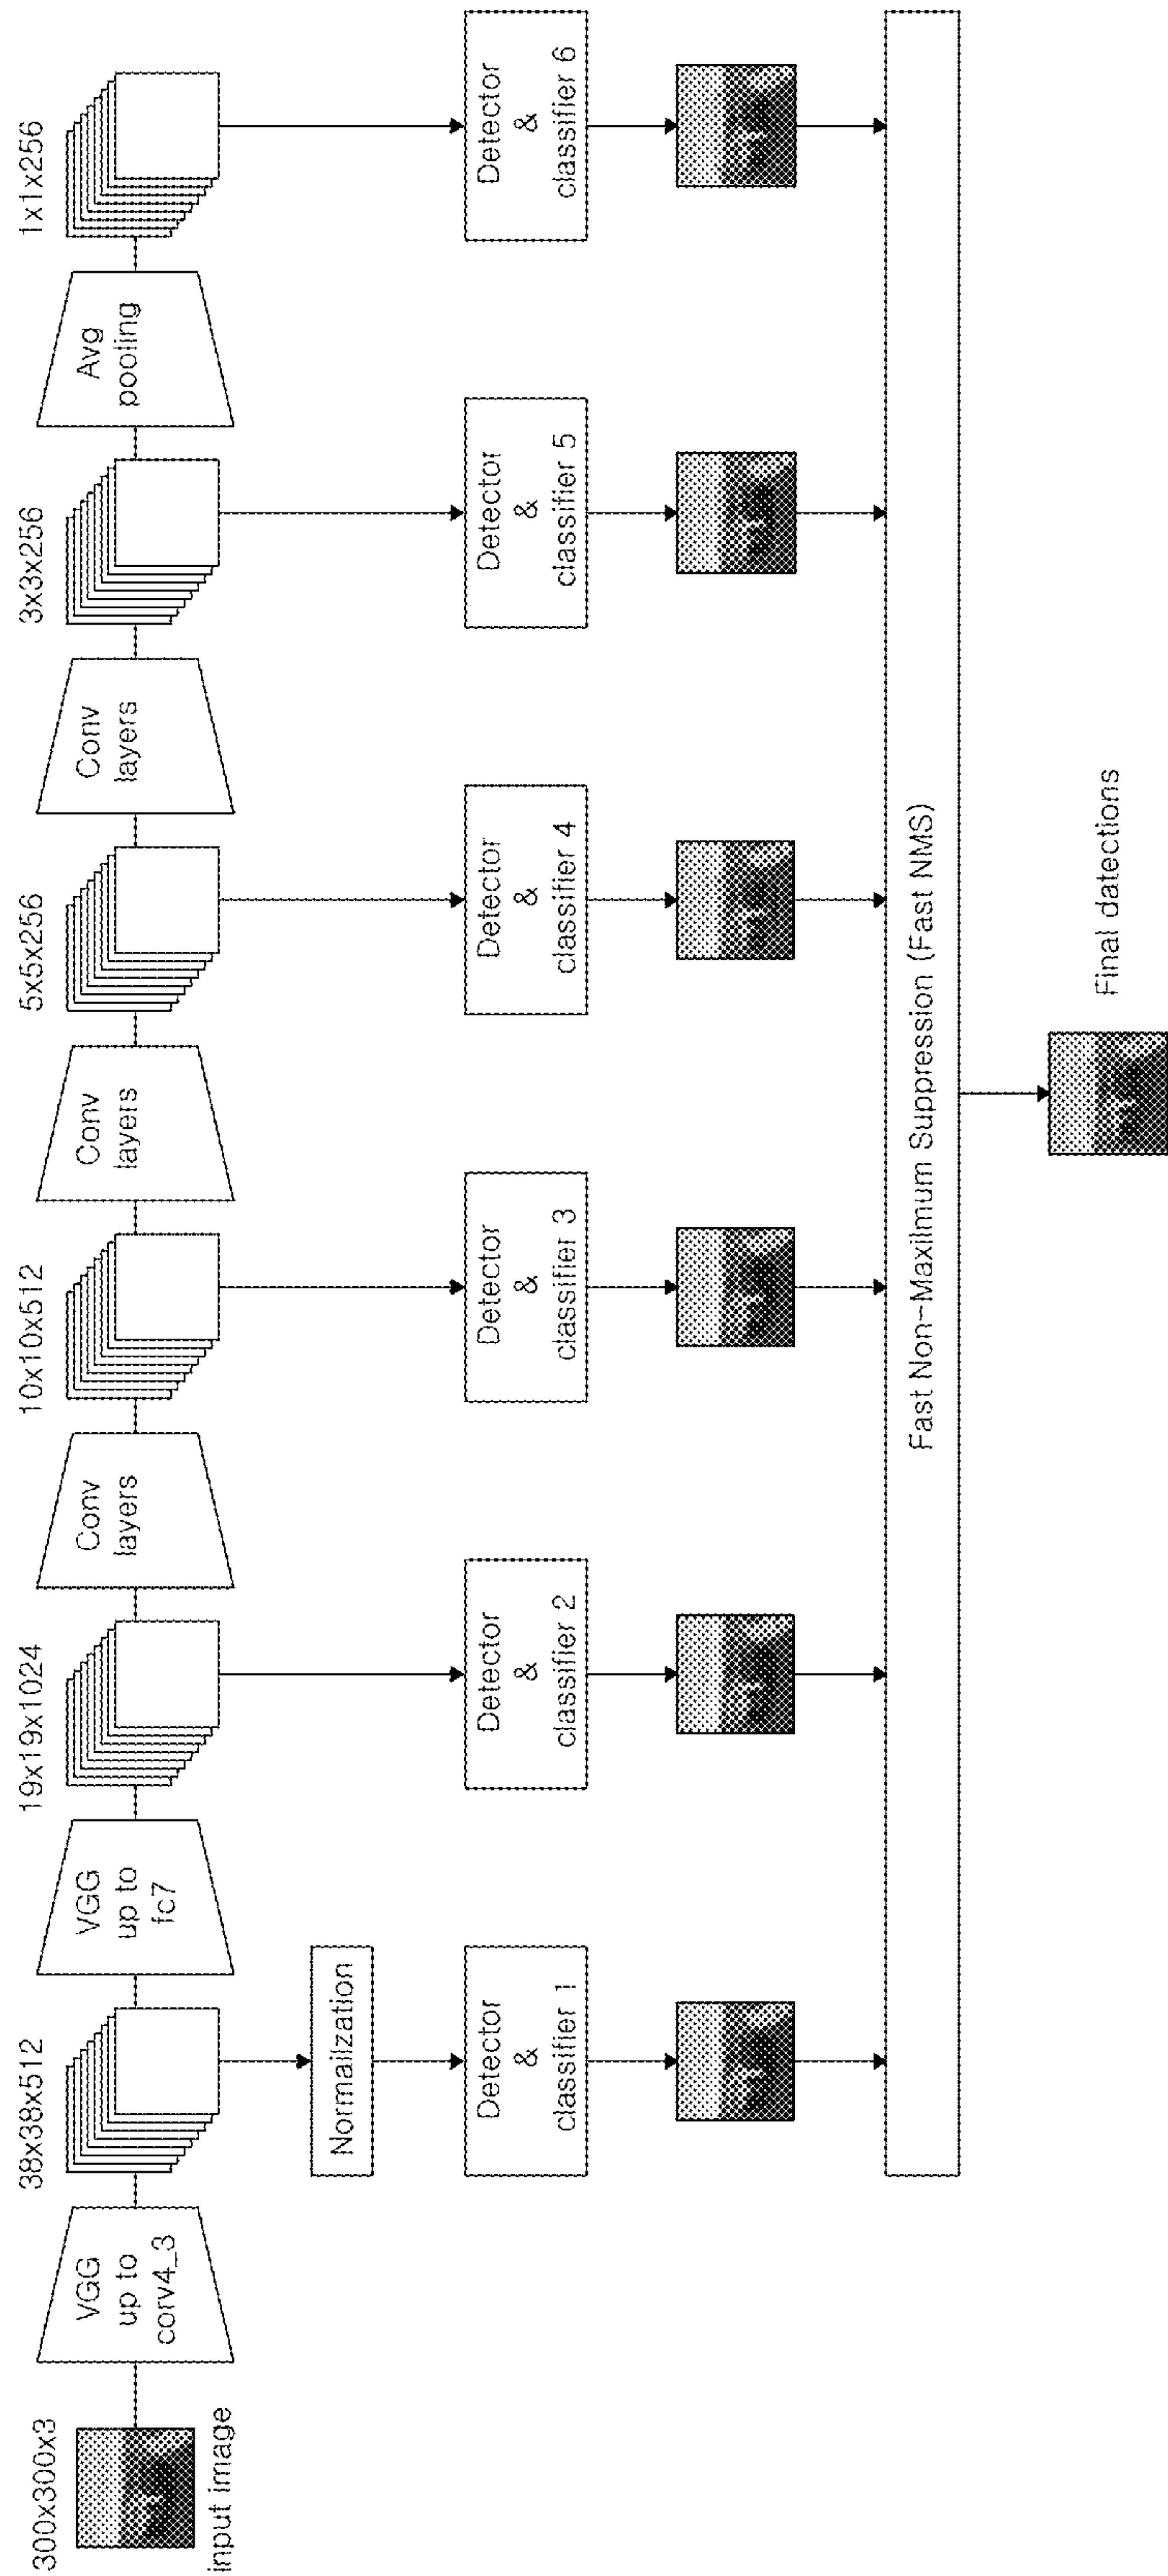 300x300x3
input image
VGG
up to
corv4_3
38x38x512
VGG
up to
fc7
19x19x1024
Conv
layers
10x10x512
Conv
layers
5x5x256
Conv
layers
3x3x256
Avg
pooling
1x1x256
Normailzation
Detector
&
classifier 1
Detector
&
classifier 2
Detector
&
classifier 3
Detector
&
classifier 4
Detector
&
classifier 5
Detector
&
classifier 6
Fast Non-Maxilmum Suppression (Fast NMS)
Final datections